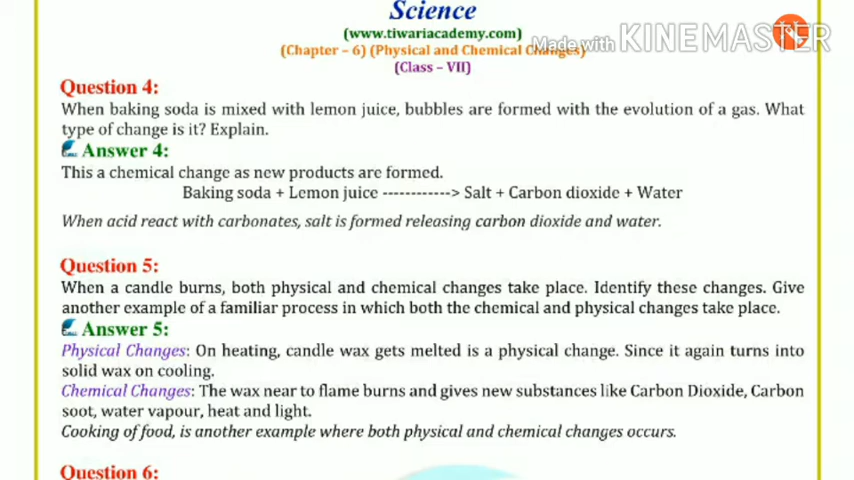 Science
(www.tiwariacademy.com)
(Chapter – 6) (Physical and Chemical Changes)
Made with KINEMASTER
(Class – VII)
Question 4:
When baking soda is mixed with lemon juice, bubbles are formed with the evolution of a gas. What
type of change is it? Explain.
Answer 4:
This a chemical change as new products are formed.
Baking soda + Lemon juice ------------> Salt + Carbon dioxide + Water
When acid react with carbonates, salt is formed releasing carbon dioxide and water.
Question 5:
When a candle burns, both physical and chemical changes take place. Identify these changes. Give
another example of a familiar process in which both the chemical and physical changes take place.
Answer 5:
Physical Changes: On heating, candle wax gets melted is a physical change. Since it again turns into
solid wax on cooling.
Chemical Changes: The wax near to flame burns and gives new substances like Carbon Dioxide, Carbon
soot, water vapour, heat and light.
Cooking of food, is another example where both physical and chemical changes occurs.
Question 6: